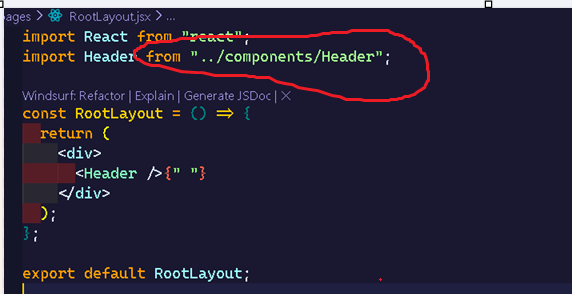 pages > RootLayout.jsx > ...
import React from "react";
import Header from "../components/Header";
Windsurf: Refactor | Explain | Generate JSDoc | X
const RootLayout = () => {
return (
<div>
<Header />{" "}
</div>
);
};
export default RootLayout;